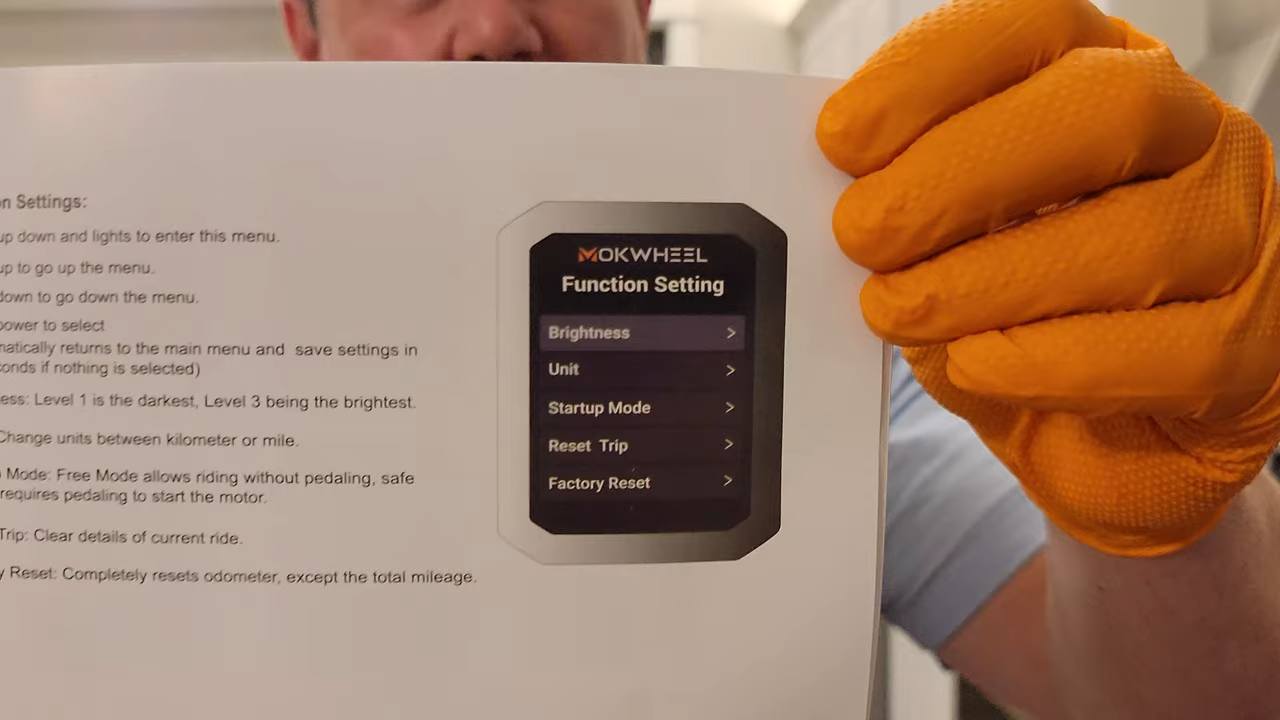 n Settings:
up down and lights to enter this menu.
up to go up the menu.
down to go down the menu.
power to select
matically returns to the main menu and save settings in
onds if nothing is selected)
ess: Level 1 is the darkest, Level 3 being the brightest.
Change units between kilometer or mile.
Mode: Free Mode allows riding without pedaling, safe
requires pedaling to start the motor.
Trip: Clear details of current ride.
y Reset: Completely resets odometer, except the total mileage.
MOKWHEEL
Function Setting
Brightness >
Unit >
Startup Mode >
Reset Trip >
Factory Reset >